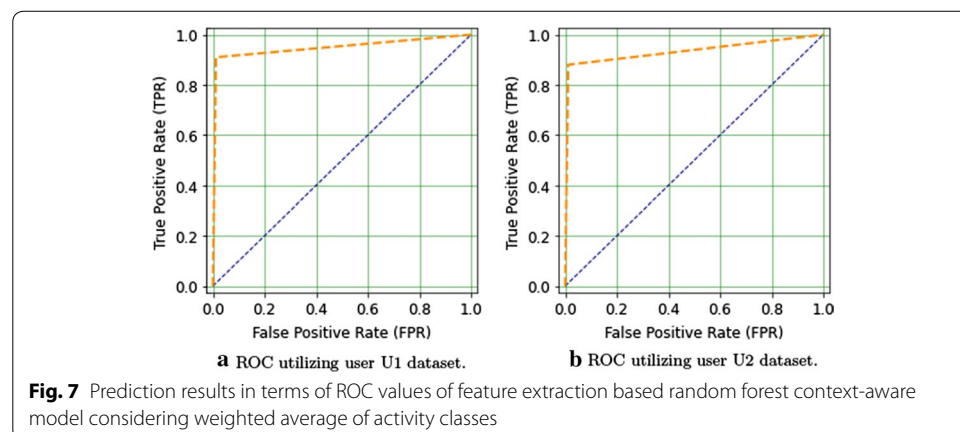 1.0
0.8
0.6
0.4
0.2
0.0
True Positive Rate (TPR)
0.0 0.2 0.4 0.6 0.8 1.0
False Positive Rate (FPR)
a ROC utilizing user U1 dataset.
1.0
0.8
0.6
0.4
0.2
0.0
True Positive Rate (TPR)
0.0 0.2 0.4 0.6 0.8 1.0
False Positive Rate (FPR)
b ROC utilizing user U2 dataset.
Fig. 7 Prediction results in terms of ROC values of feature extraction based random forest context-aware
model considering weighted average of activity classes